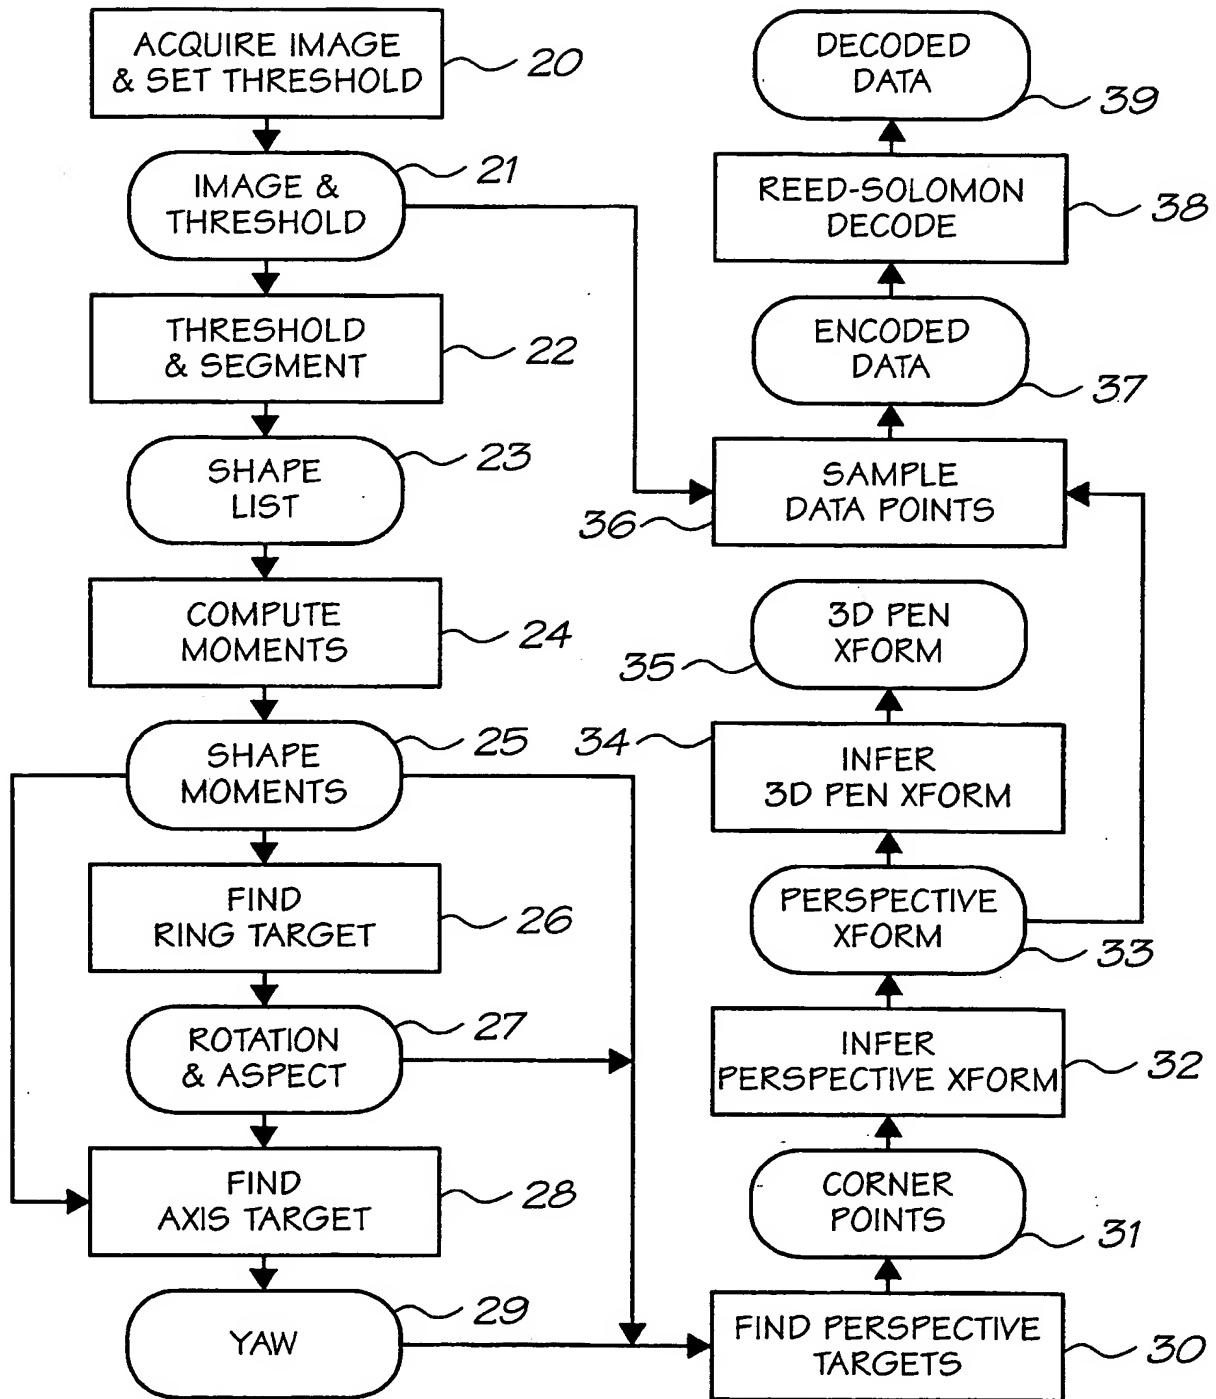 ACQUIRE IMAGE
& SET THRESHOLD
20
IMAGE &
THRESHOLD
21
THRESHOLD
& SEGMENT
22
SHAPE
LIST
23
COMPUTE
MOMENTS
24
SHAPE
MOMENTS
25
FIND
RING TARGET
26
ROTATION
& ASPECT
27
FIND
AXIS TARGET
28
YAW
29
DECODED
DATA
39
REED-SOLOMON
DECODE
38
ENCODED
DATA
37
SAMPLE
DATA POINTS
36
3D PEN
XFORM
35
INFER
3D PEN XFORM
34
PERSPECTIVE
XFORM
33
INFER
PERSPECTIVE XFORM
32
CORNER
POINTS
31
FIND PERSPECTIVE
TARGETS
30